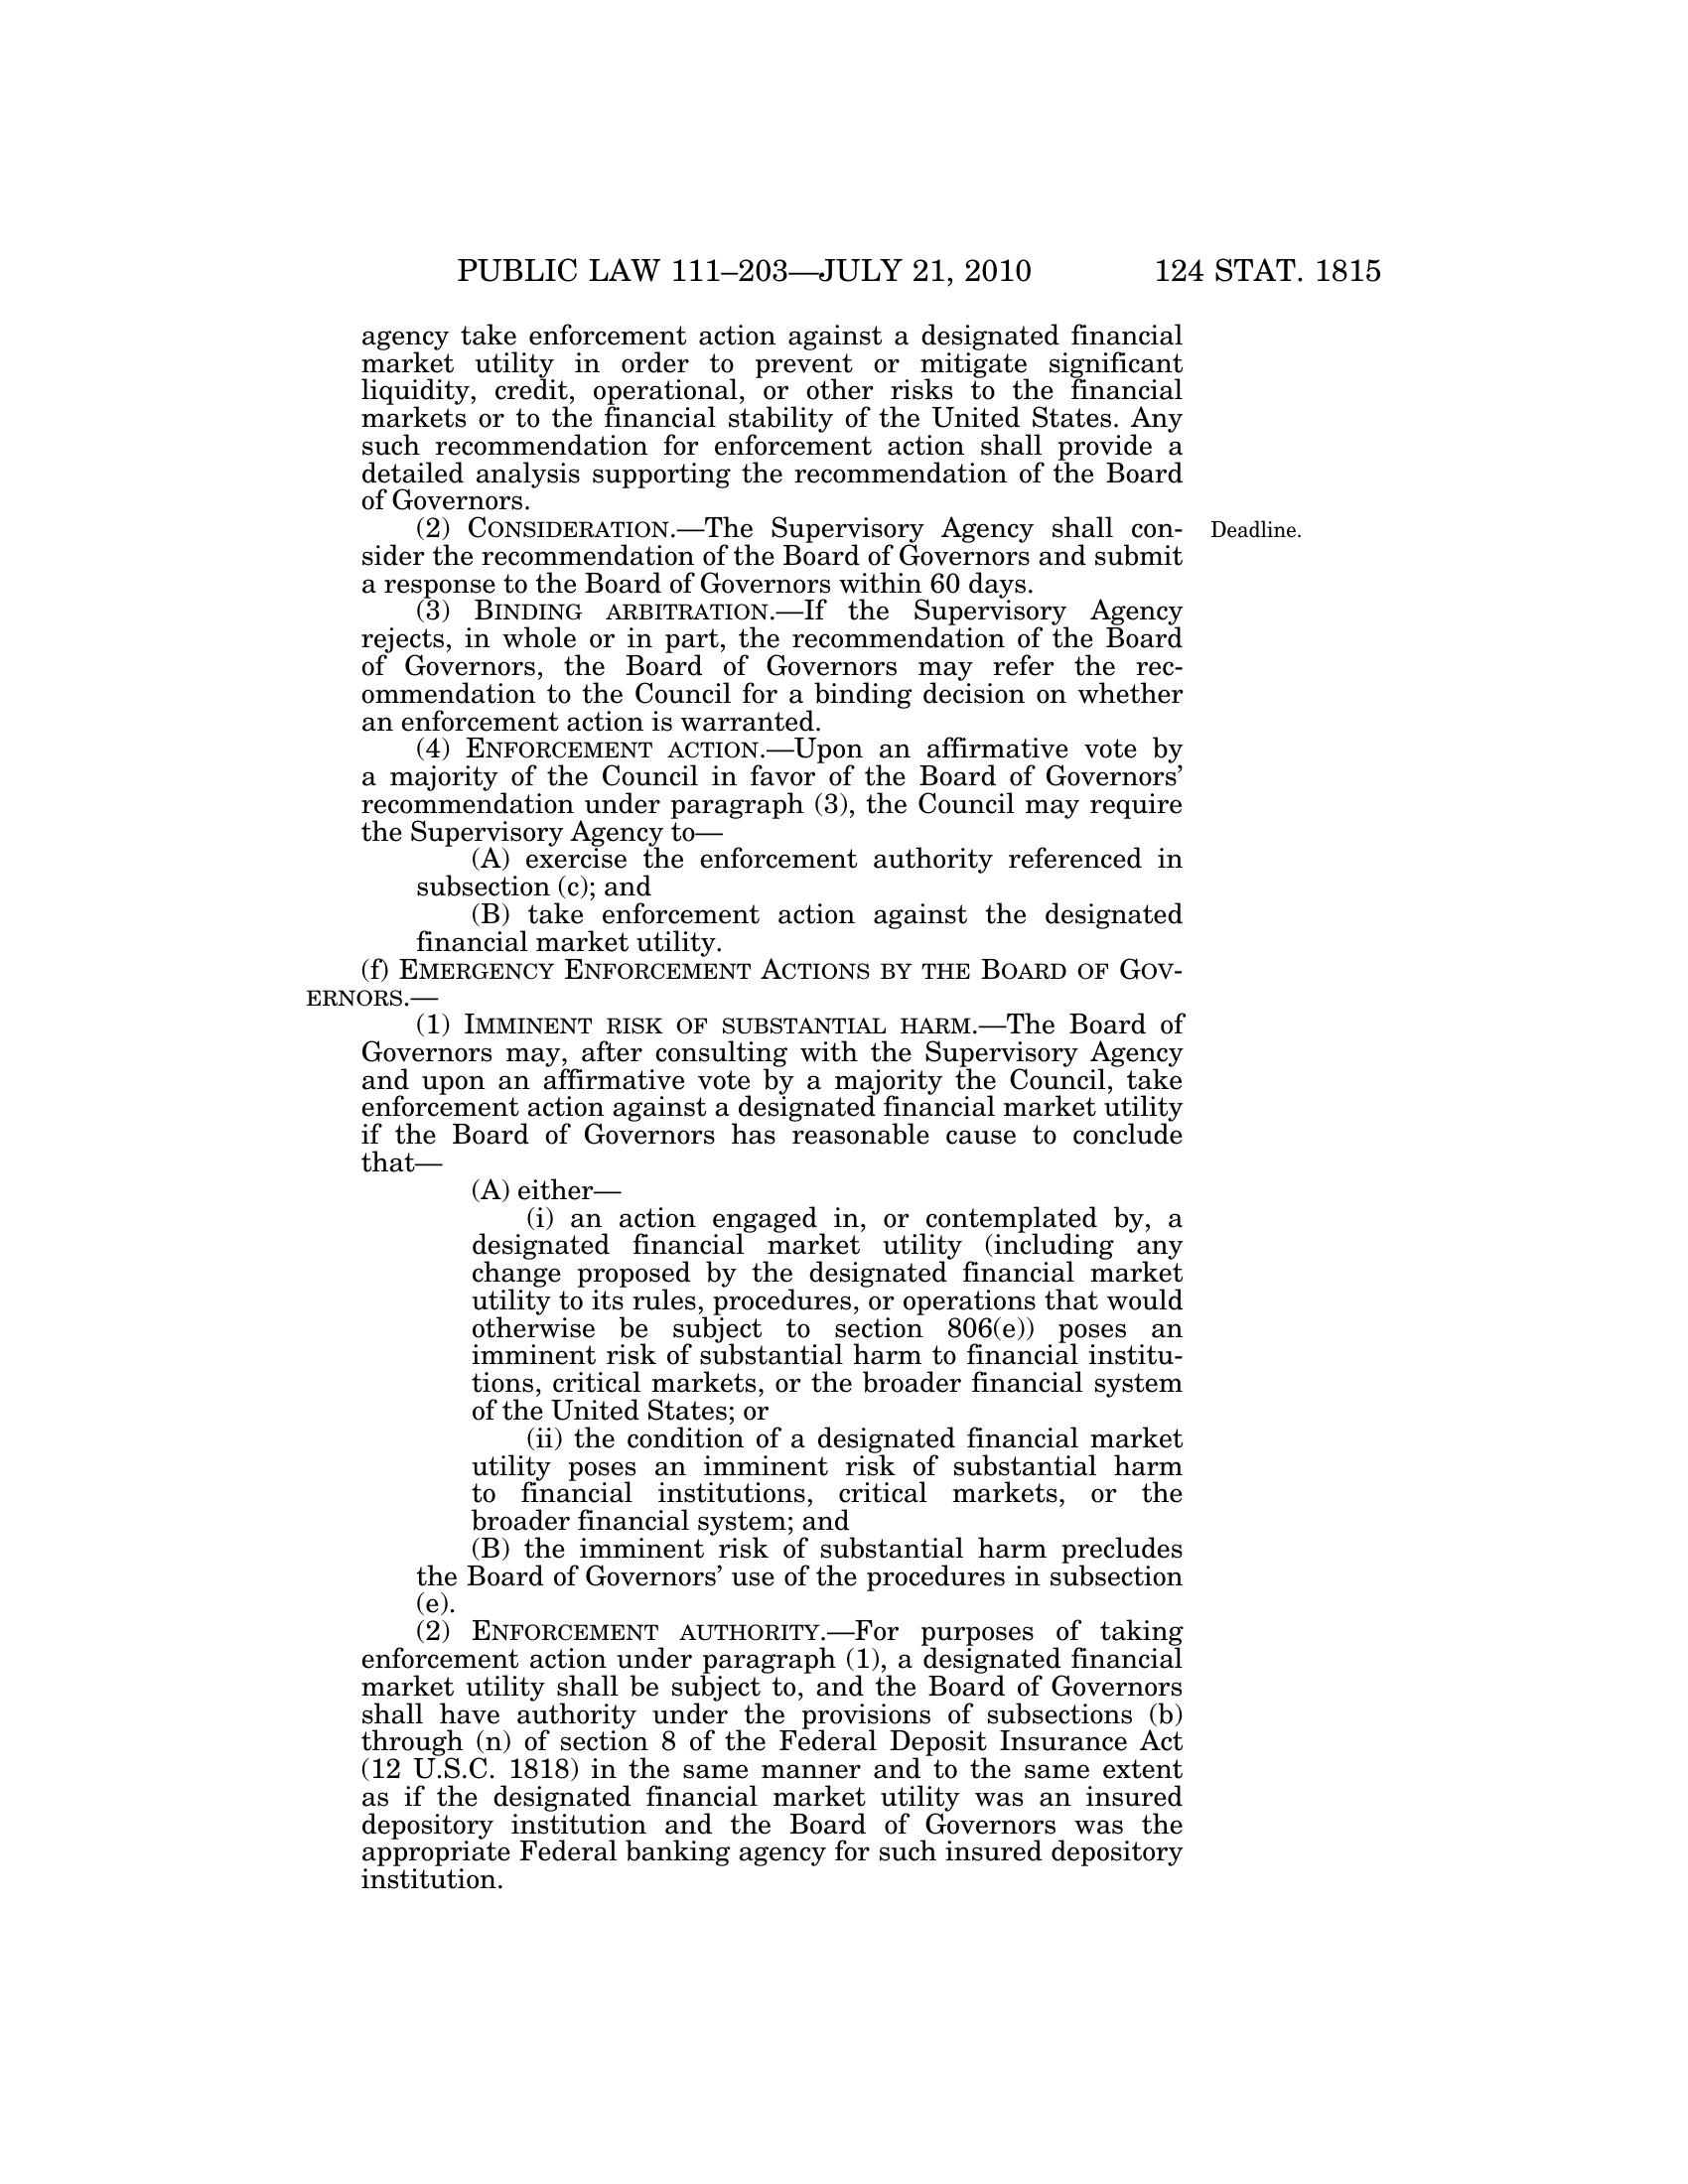 PUBLIC LAW 111–203—JULY 21, 2010 124 STAT. 1815
agency take enforcement action against a designated financial
market utility in order to prevent or mitigate significant
liquidity, credit, operational, or other risks to the financial
markets or to the financial stability of the United States. Any
such recommendation for enforcement action shall provide a
detailed analysis supporting the recommendation of the Board
of Governors.
(2) CONSIDERATION.—The Supervisory Agency shall con- Deadline.
sider the recommendation of the Board of Governors and submit
a response to the Board of Governors within 60 days.
(3) BINDING ARBITRATION.—If the Supervisory Agency
rejects, in whole or in part, the recommendation of the Board
of Governors, the Board of Governors may refer the rec-
ommendation to the Council for a binding decision on whether
an enforcement action is warranted.
(4) ENFORCEMENT ACTION.—Upon an affirmative vote by
a majority of the Council in favor of the Board of Governors’
recommendation under paragraph (3), the Council may require
the Supervisory Agency to—
(A) exercise the enforcement authority referenced in
subsection (c); and
(B) take enforcement action against the designated
financial market utility.
(f) EMERGENCY ENFORCEMENT ACTIONS BY THE BOARD OF GOV-
ERNORS.—
(1) IMMINENT RISK OF SUBSTANTIAL HARM.—The Board of
Governors may, after consulting with the Supervisory Agency
and upon an affirmative vote by a majority the Council, take
enforcement action against a designated financial market utility
if the Board of Governors has reasonable cause to conclude
that—
(A) either—
(i) an action engaged in, or contemplated by, a
designated financial market utility (including any
change proposed by the designated financial market
utility to its rules, procedures, or operations that would
otherwise be subject to section 806(e)) poses an
imminent risk of substantial harm to financial institu-
tions, critical markets, or the broader financial system
of the United States; or
(ii) the condition of a designated financial market
utility poses an imminent risk of substantial harm
to financial institutions, critical markets, or the
broader financial system; and
(B) the imminent risk of substantial harm precludes
the Board of Governors’ use of the procedures in subsection
(e).
(2) ENFORCEMENT AUTHORITY.—For purposes of taking
enforcement action under paragraph (1), a designated financial
market utility shall be subject to, and the Board of Governors
shall have authority under the provisions of subsections (b)
through (n) of section 8 of the Federal Deposit Insurance Act
(12 U.S.C. 1818) in the same manner and to the same extent
as if the designated financial market utility was an insured
depository institution and the Board of Governors was the
appropriate Federal banking agency for such insured depository
institution.